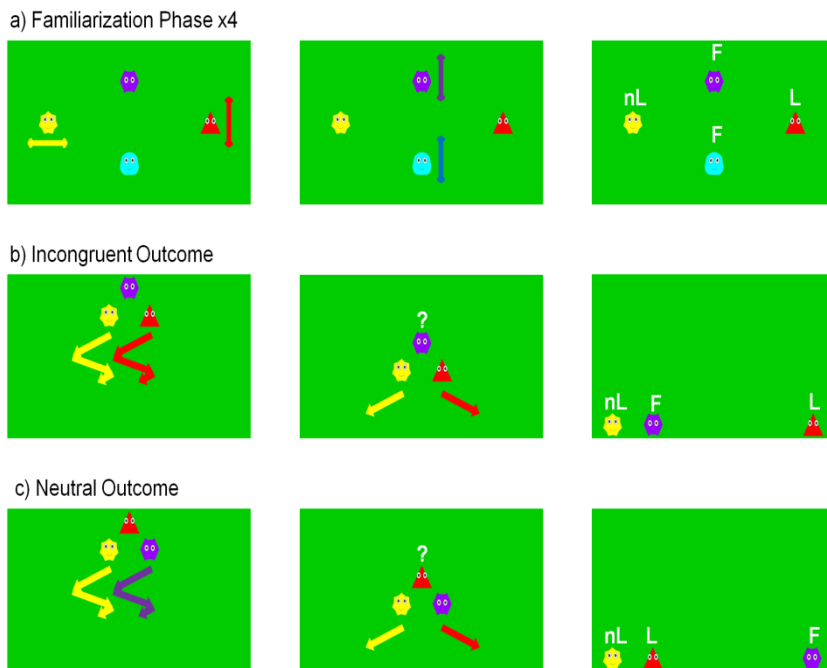 a) Familiarization Phase x4
F
nL L
F
b) Incongruent Outcome
?
nL F L
c) Neutral Outcome
?
nL L F